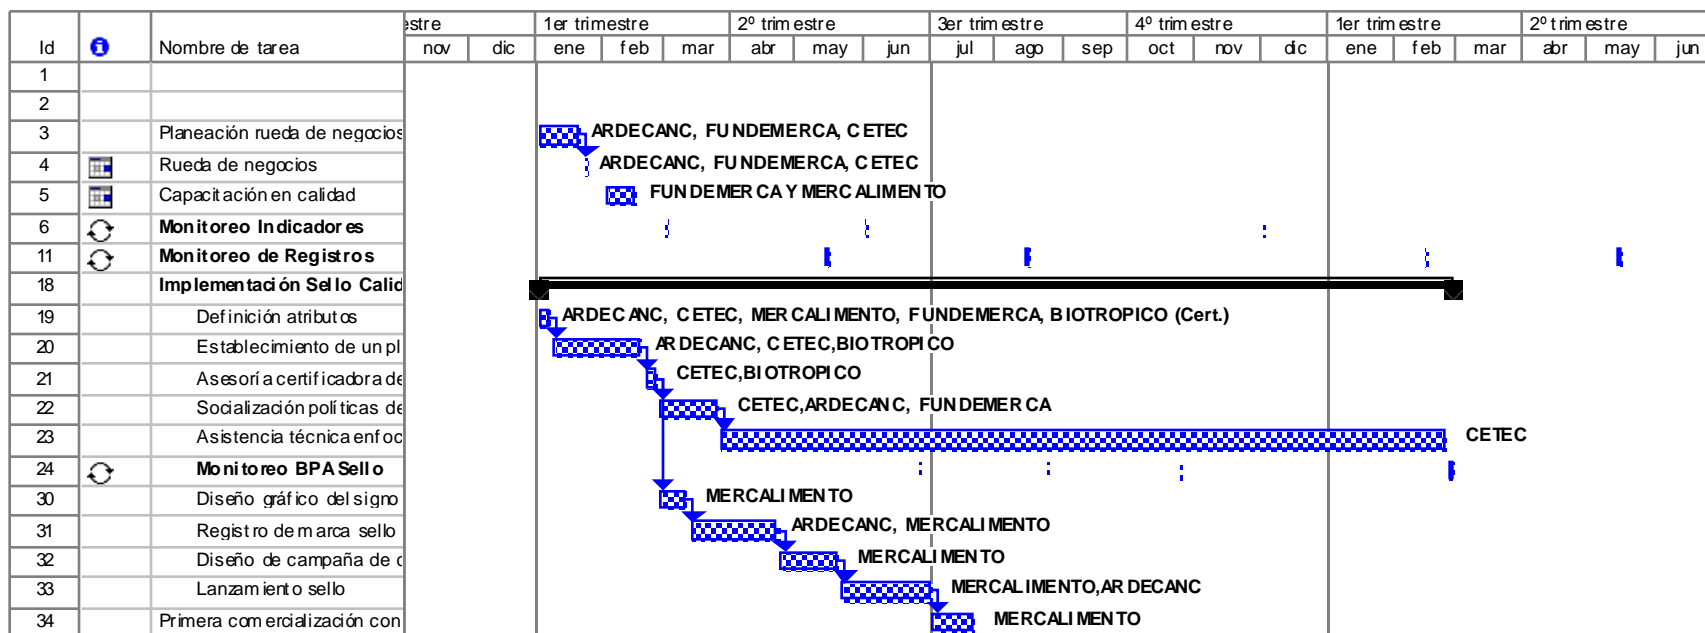 estre 1er trimestre 2º trimestre 3er trimestre 4º trimestre 1er trimestre 2º trimestre
Id Nombre de tarea nov dic ene feb mar abr may jun jul ago sep oct nov dic ene feb mar abr may jun
1
2
3 Planeación rueda de negocios ARDECANC, FUNDEMERCA, CETEC
4 Rueda de negocios ARDECANC, FUNDEMERCA, CETEC
5 Capacitación en calidad FUNDEMERCA Y MERCALIMENTO
6 Monitoreo Indicadores
11 Monitoreo de Registros
18 Implementación Sello Calid
19 Definición atributos ARDECANC, CETEC, MERCALIMENTO, FUNDEMERCA, BIOTROPICO (Cert.)
20 Establecimiento de un pl ARDECANC, CETEC,BIOTROPICO
21 Asesoría certificadora de CETEC,BIOTROPICO
22 Socialización políticas de CETEC,ARDECANC, FUNDEMERCA
23 Asistencia técnica enfoc CETEC
24 Monitoreo BPA Sello
30 Diseño gráfico del signo MERCALIMENTO
31 Registro de marca sello ARDECANC, MERCALIMENTO
32 Diseño de campaña de c MERCALIMENTO
33 Lanzamiento sello MERCALIMENTO,ARDECANC
34 Primera comercialización con MERCALIMENTO